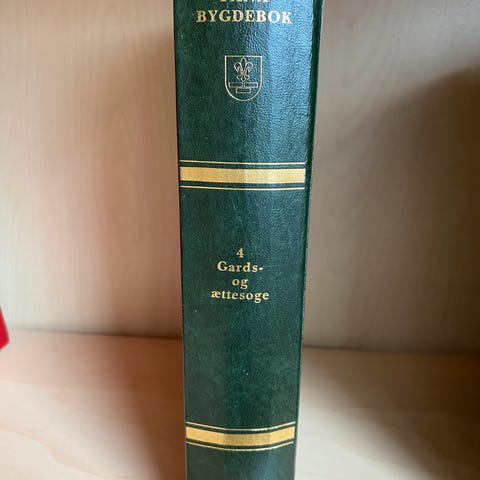 BYGDEBOK
4
Gards-
og
ættesoge